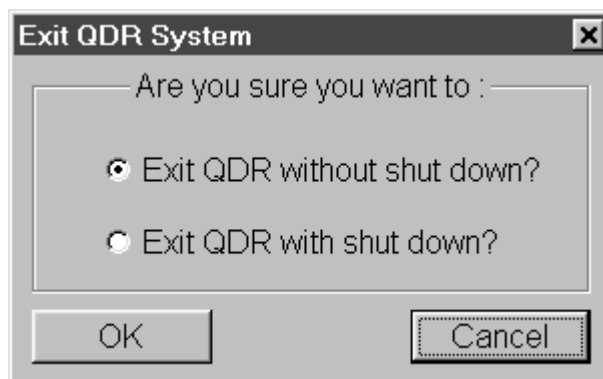 Exit QDR System
Are you sure you want to :
Exit QDR without shut down?
Exit QDR with shut down?
OK
Cancel